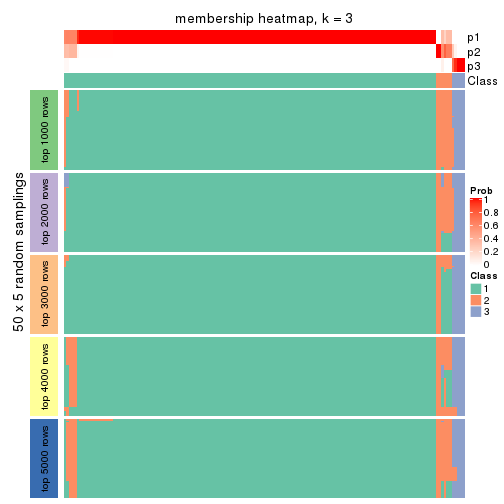 membership heatmap, k = 3
p1
p2
p3
Class
50 x 5 random samplings
top 1000 rows
top 2000 rows
top 3000 rows
top 4000 rows
top 5000 rows
Prob
1
0.8
0.6
0.4
0.2
0
Class
1
2
3